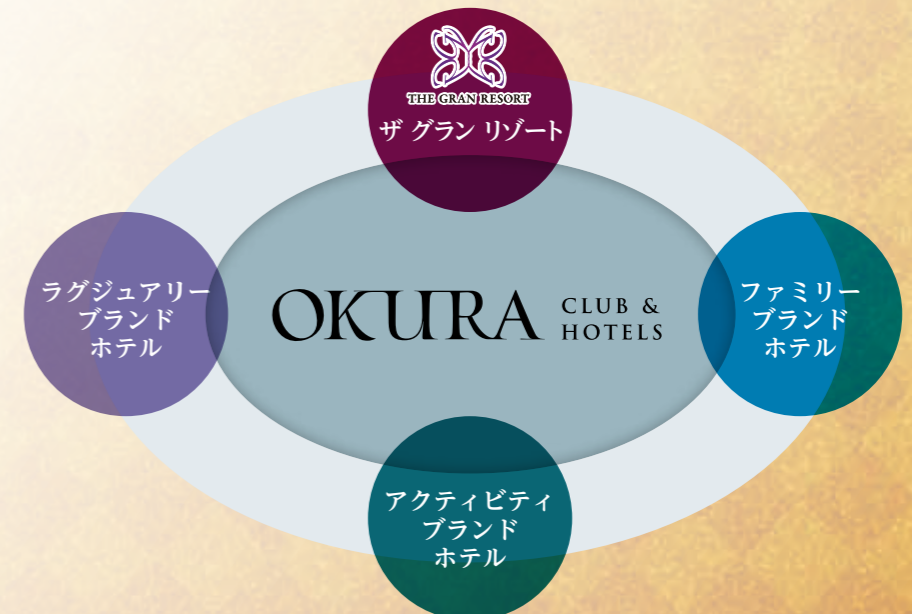 THE GRAN RESORT
ザ グラン リゾート
ラグジュアリー
ブランド
ホテル
OKURA
CLUB &
HOTELS
ファミリー
ブランド
ホテル
アクティビティ
ブランド
ホテル